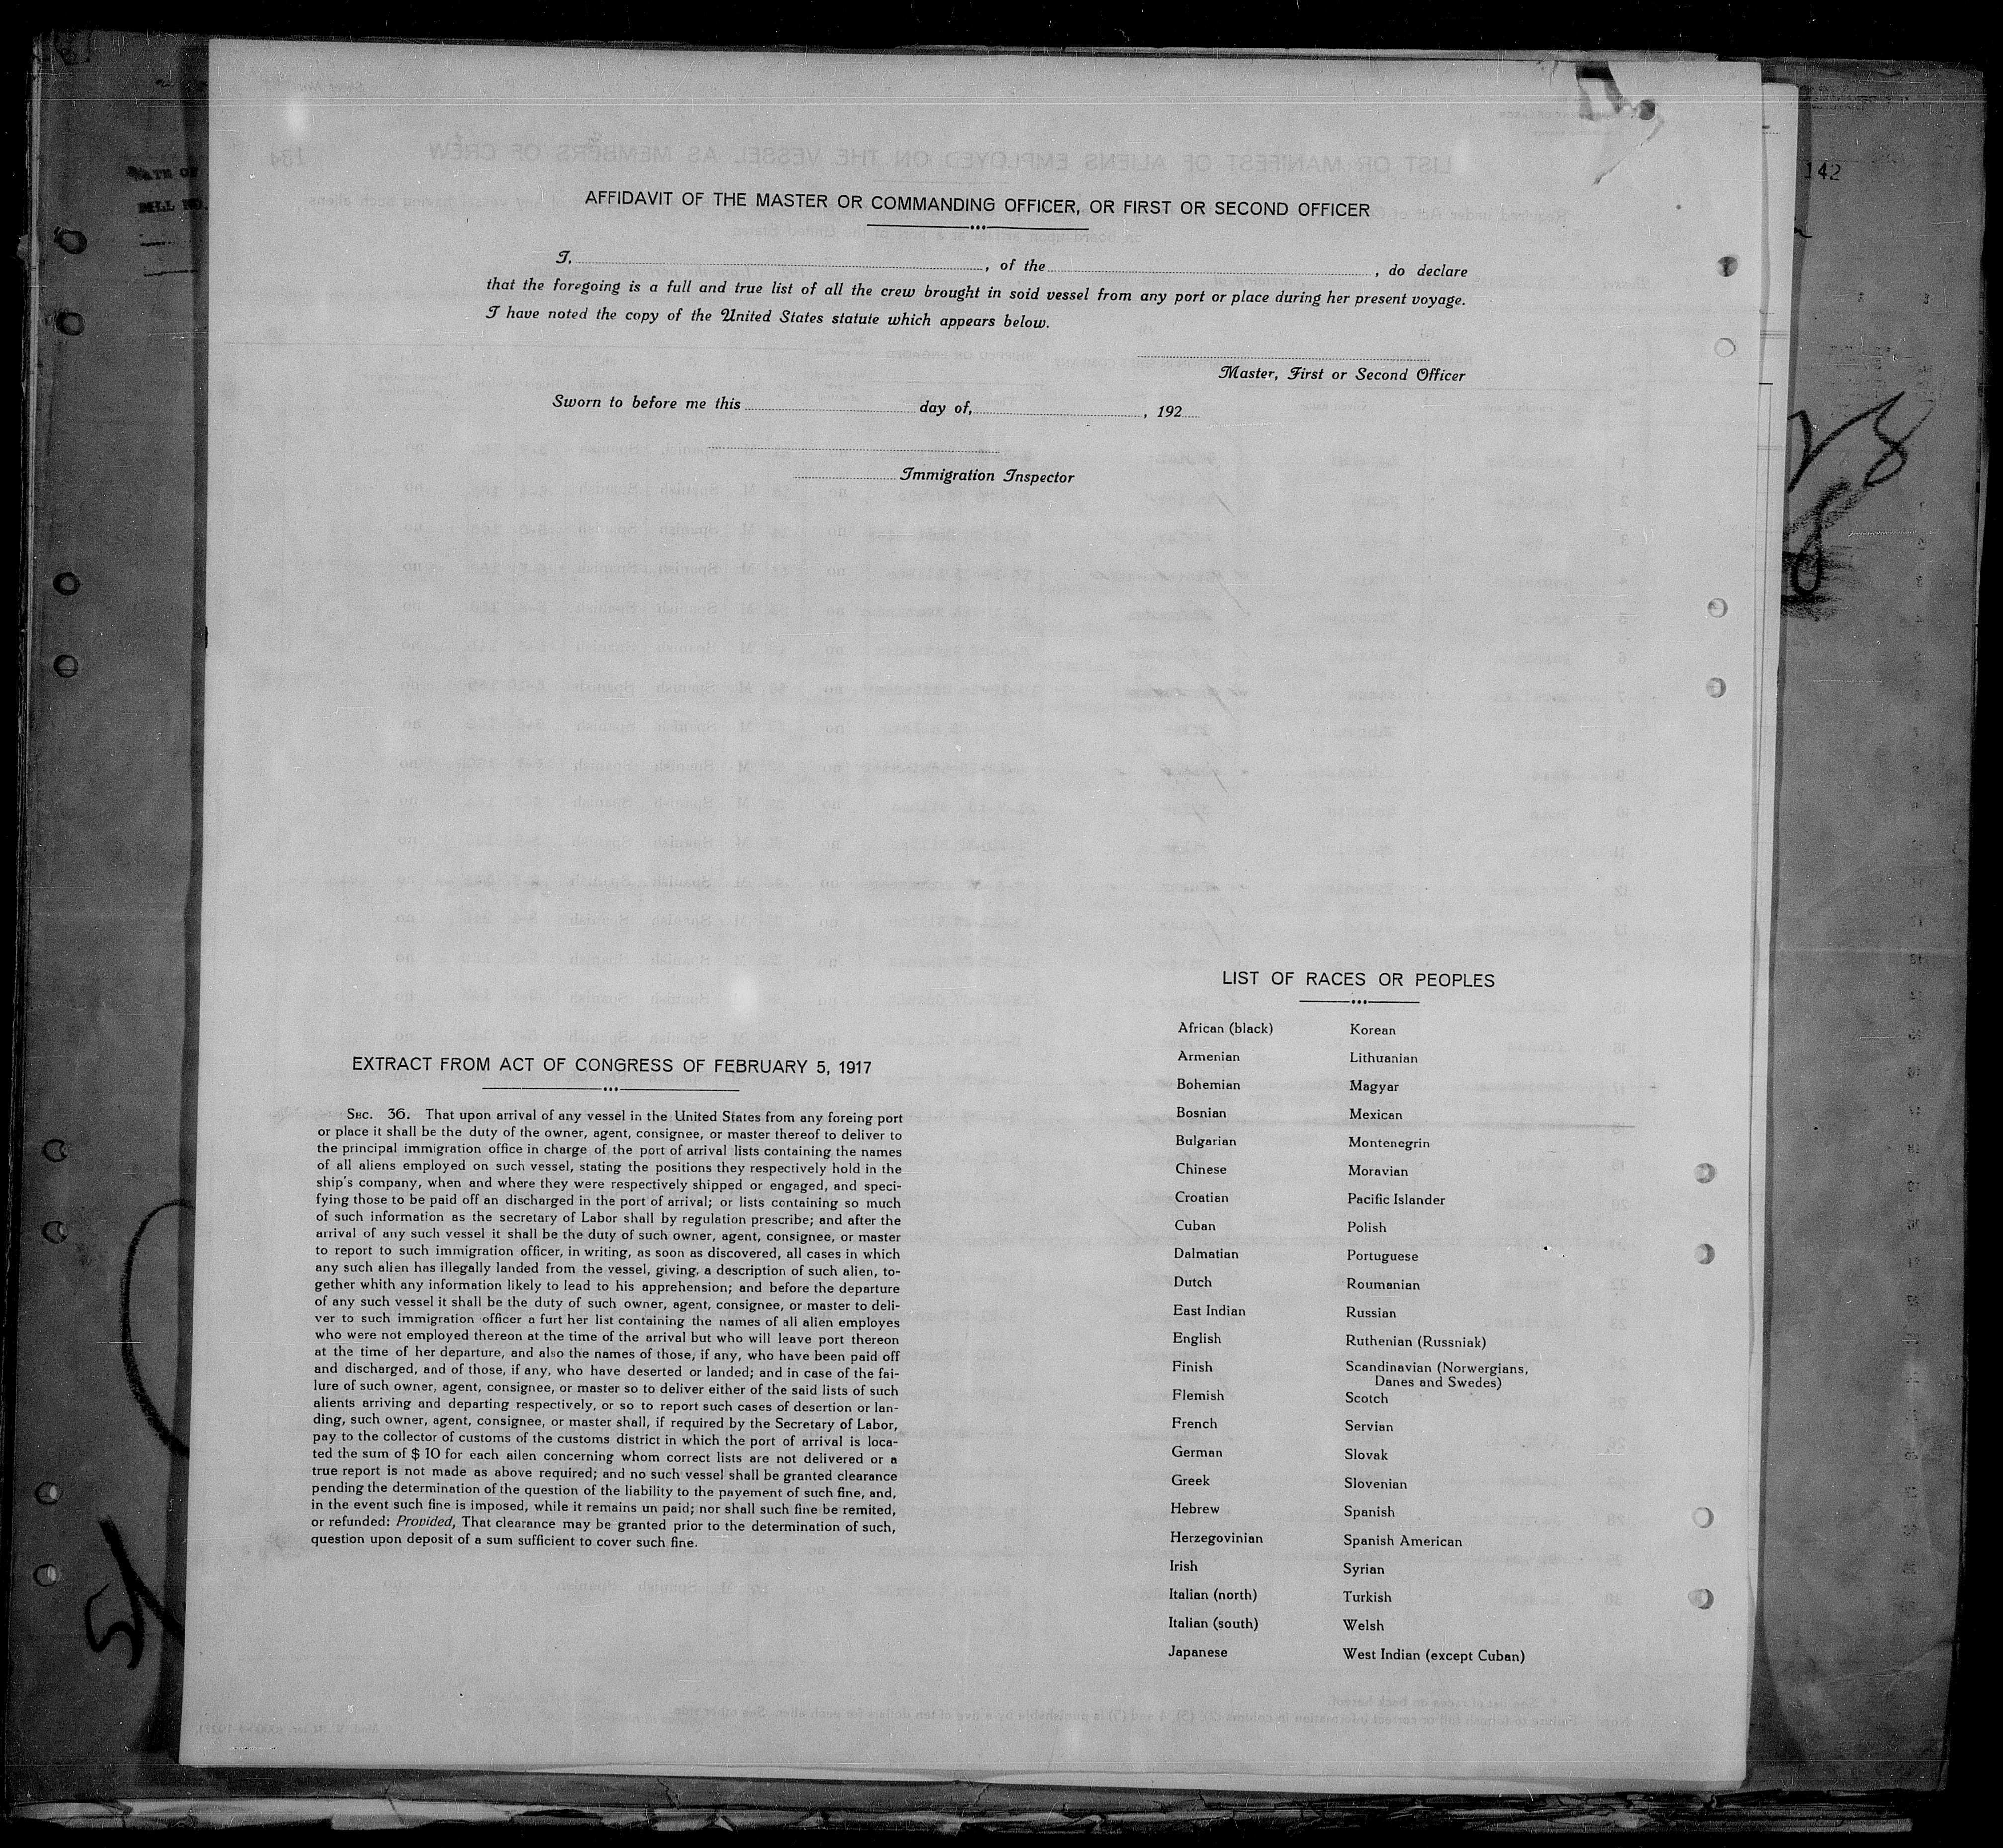 142
AFFIDAVIT OF THE MASTER OR COMMANDING OFFICER, OR FIRST OR SECOND OFFICER
I, , of the , do declare
that the foregoing is a full and true list of all the crew brought in soid vessel from any port or place during her present voyage.
I have noted the copy of the United States statute which appears below.
Master, First or Second Officer
Sworn to before me this day of, , 192
Immigration Inspector
EXTRACT FROM ACT OF CONGRESS OF FEBRUARY 5, 1917
SEC. 36. That upon arrival of any vessel in the United States from any foreing port
or place it shall be the duty of the owner, agent, consignee, or master thereof to deliver to
the principal immigration office in charge of the port of arrival lists containing the names
of all aliens employed on such vessel, stating the positions they respectively hold in the
ship's company, when and where they were respectively shipped or engaged, and speci-
fying those to be paid off an discharged in the port of arrival; or lists containing so much
of such information as the secretary of Labor shall by regulation prescribe; and after the
arrival of any such vessel it shall be the duty of such owner, agent, consignee, or master
to report to such immigration officer, in writing, as soon as discovered, all cases in which
any such alien has illegally landed from the vessel, giving, a description of such alien, to-
gether whith any information likely to lead to his apprehension; and before the departure
of any such vessel it shall be the duty of such owner, agent, consignee, or master to deli-
ver to such immigration officer a furt her list containing the names of all alien employes
who were not employed thereon at the time of the arrival but who will leave port thereon
at the time of her departure, and also the names of those, if any, who have been paid off
and discharged, and of those, if any, who have deserted or landed; and in case of the fai-
lure of such owner, agent, consignee, or master so to deliver either of the said lists of such
alients arriving and departing respectively, or so to report such cases of desertion or lan-
ding, such owner, agent, consignee, or master shall, if required by the Secretary of Labor,
pay to the collector of customs of the customs district in which the port of arrival is loca-
ted the sum of $ 10 for each ailen concerning whom correct lists are not delivered or a
true report is not made as above required; and no such vessel shall be granted clearance
pending the determination of the question of the liability to the payement of such fine, and,
in the event such fine is imposed, while it remains un paid; nor shall such fine be remited,
or refunded: Provided, That clearance may be granted prior to the determination of such,
question upon deposit of a sum sufficient to cover such fine.
LIST OF RACES OR PEOPLES
African (black)
Armenian
Bohemian
Bosnian
Bulgarian
Chinese
Croatian
Cuban
Dalmatian
Dutch
East Indian
English
Finish
Flemish
French
German
Greek
Hebrew
Herzegovinian
Irish
Italian (north)
Italian (south)
Japanese
Korean
Lithuanian
Magyar
Mexican
Montenegrin
Moravian
Pacific Islander
Polish
Portuguese
Roumanian
Russian
Ruthenian (Russniak)
Scandinavian (Norwergians,
Danes and Swedes)
Scotch
Servian
Slovak
Slovenian
Spanish
Spanish American
Syrian
Turkish
Welsh
West Indian (except Cuban)